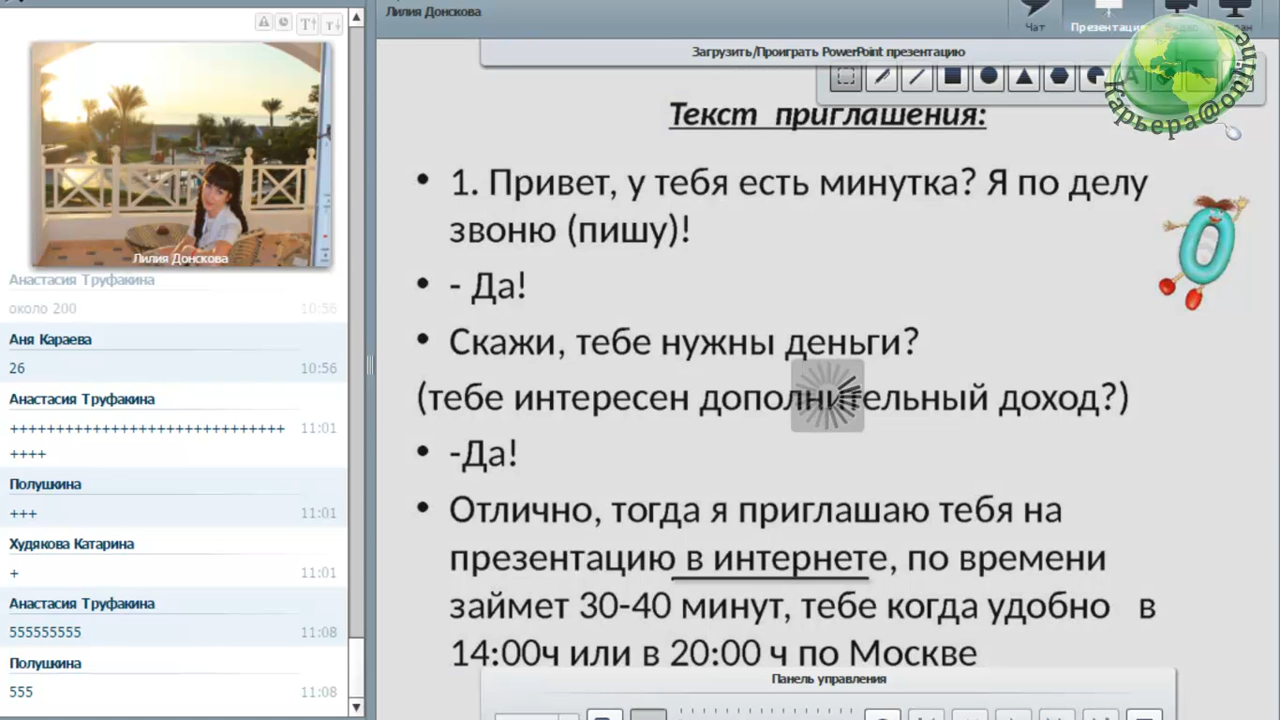 Лилия Донскова
Чат
Презентация
Загрузить/Проиграть PowerPoint презентацию
Карьера@online
Текст приглашения:
• 1. Привет, у тебя есть минутка? Я по делу
звоню (пишу)!
• - Да!
• Скажи, тебе нужны деньги?
(тебе интересен дополнительный доход?)
• -Да!
• Отлично, тогда я приглашаю тебя на
презентацию в интернете, по времени
займет 30-40 минут, тебе когда удобно в
14:00ч или в 20:00 ч по Москве
Панель управления
Лилия Донскова
Анастасия Труфакина
около 200 10:56
Аня Караева
26 10:56
Анастасия Труфакина
++++++++++++++++++++++++++++++ 11:01
++++
Полушкина
+++ 11:01
Худякова Катарина
+ 11:01
Анастасия Труфакина
555555555 11:08
Полушкина
555 11:08